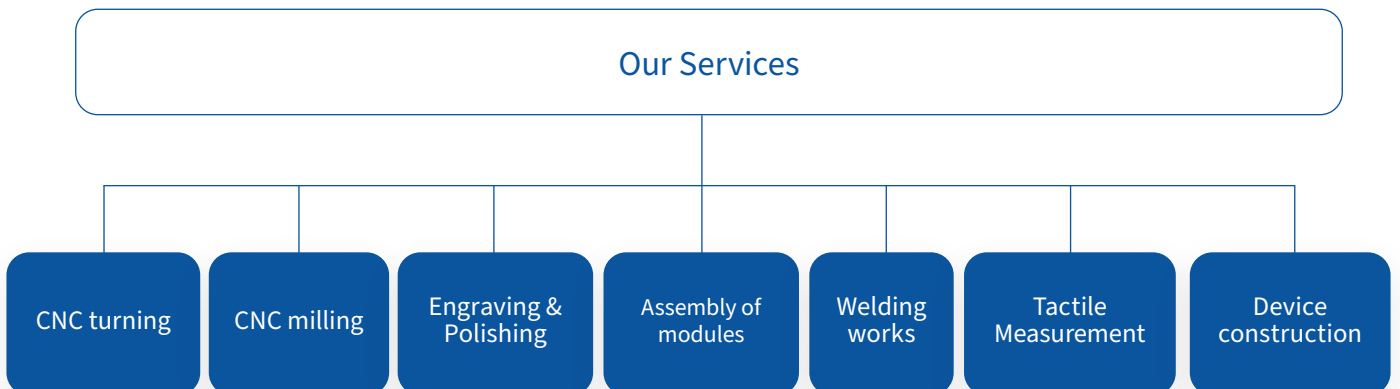 Our Services
CNC turning
CNC milling
Engraving &
Polishing
Assembly of
modules
Welding
works
Tactile
Measurement
Device
construction